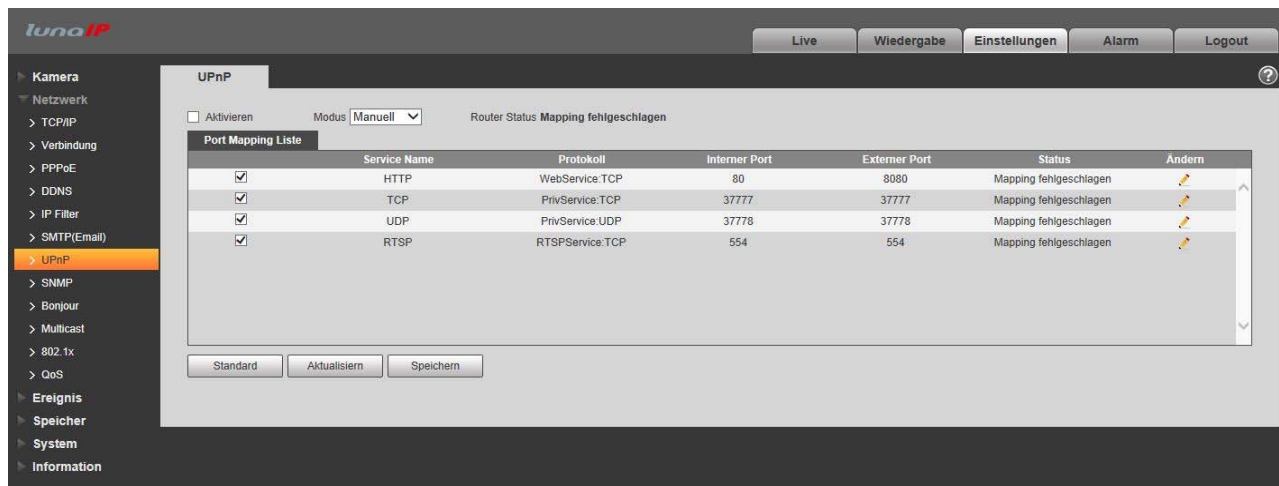 lunaIP
Live Wiedergabe Einstellungen Alarm Logout
Kamera
Netzwerk
> TCP/IP
> Verbindung
> PPPoE
> DDNS
> IP Filter
> SMTP(Email)
> UPnP
> SNMP
> Bonjour
> Multicast
> 802.1x
> QoS
Ereignis
Speicher
System
Information
UPnP
?
Aktivieren Modus Manuell Router Status Mapping fehlgeschlagen
Port Mapping Liste
Service Name Protokoll Interner Port Externer Port Status Ändern
HTTP WebService:TCP 80 8080 Mapping fehlgeschlagen
TCP PrivService:TCP 37777 37777 Mapping fehlgeschlagen
UDP PrivService:UDP 37778 37778 Mapping fehlgeschlagen
RTSP RTSPService:TCP 554 554 Mapping fehlgeschlagen
Standard Aktualisiern Speichern